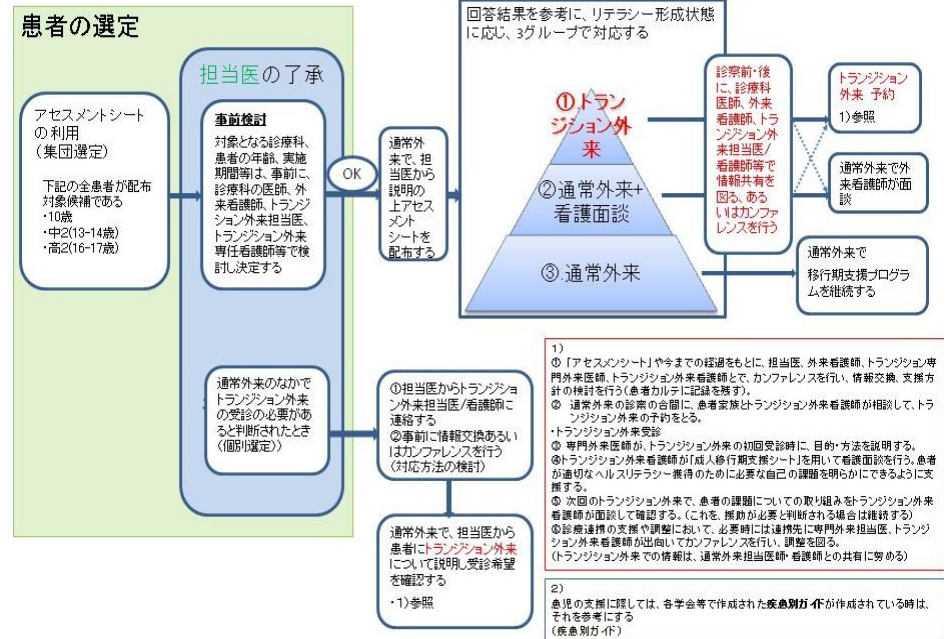 患者の選定
アセスメントシート
の利用
(集団選定)
下記の全患者が配布
対象候補である
・10歳
・中2(13-14歳)
・高2(16-17歳)
担当医の了承
事前検討
対象となる診療科、
患者の年齢、実施
期間等は、事前に、
診療科の医師、外
来看護師、トランジ
ション外来担当医、
トランジション外来
専任看護師等で検
討し決定する
OK
通常外
来で、担
当医から
説明の
上アセス
メント
シートを
配布する
回答結果を参考に、リテラシー形成状態
に応じ、3グループで対応する
①トラン
ジション外
来
②通常外来+
看護面談
③.通常外来
診察前・後
に、診療科
医師、外来
看護師、トラ
ンジション外
来担当医/
看護師等で
情報共有を
図る、ある
いはカンファ
レンスを行う
トランジション
外来 予約
1)参照
通常外来で外
来看護師が面
談
通常外来で
移行期支援プログラ
ムを継続する
通常外来のなかで
トランジション外来
の受診の必要があ
ると判断されたとき
(個別選定))
①担当医からトランジショ
ン外来担当医/看護師に
連絡する
②事前に情報交換あるい
はカンファレンスを行う
(対応方法の検討)
通常外来で、担当医から
患者にトランジション外来
について説明し受診希望
を確認する
・1)参照
1)
①「アセスメンシート」や今までの経過をもとに、担当医、外来看護師、トランジション専
門外来医師、トランジション外来看護師とで、カンファレンスを行い、情報交換、支援方
針の検討を行う(患者カルテに記録を残す)。
② 通常外来の診察の合間に、患者家族とトランジション外来看護師が相談して、トラ
ンジション外来の予約をとる。
・トランジション外来受診
③ 専門外来医師が、トランジション外来の初回受診時に、目的・方法を説明する。
④トランジション外来看護師が「成人移行期支援シート」を用いて看護面談を行う。患者
が適切なヘルスリテラシー獲得のために必要な自己の課題を明らかにできるように支
援する。
⑤ 次回のトランジション外来で、患者の課題についての取り組みをトランジション外来
看護師が面談して確認する。(これを、援助が必要と判断される場合は継続する)
⑥診療連携の支援や調整において、必要時には連携先に専門外来担当医、トランジ
ション外来看護師が出向いてカンファレンスを行い、調整を図る。
(トランジション外来での情報は、通常外来担当医師・看護師との共有に努める)
2)
患児の支援に際しては、各学会等で作成された疾患別ガイドが作成されている時は、
それを参考にする
(疾患別ガイド)